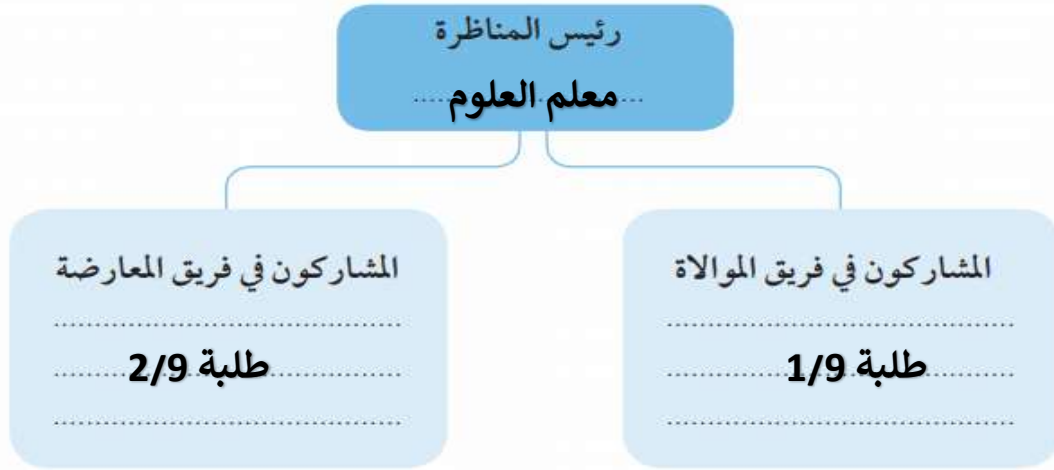 رئيس المناظرة
معلم العلوم
المشاركون في فريق الموالاة
طلبة 1/9
المشاركون في فريق المعارضة
طلبة 2/9